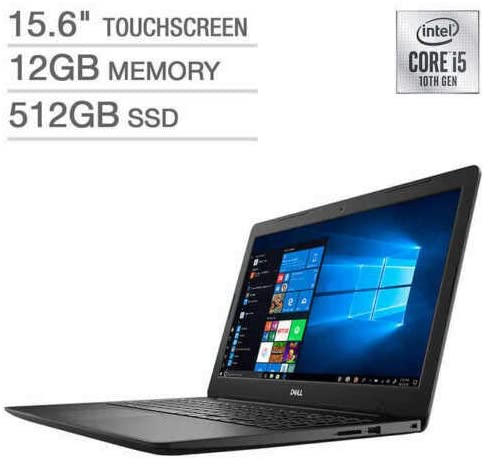 15.6" TOUCHSCREEN
12GB MEMORY
512GB SSD
intel
CORE i5
10TH GEN
DELL